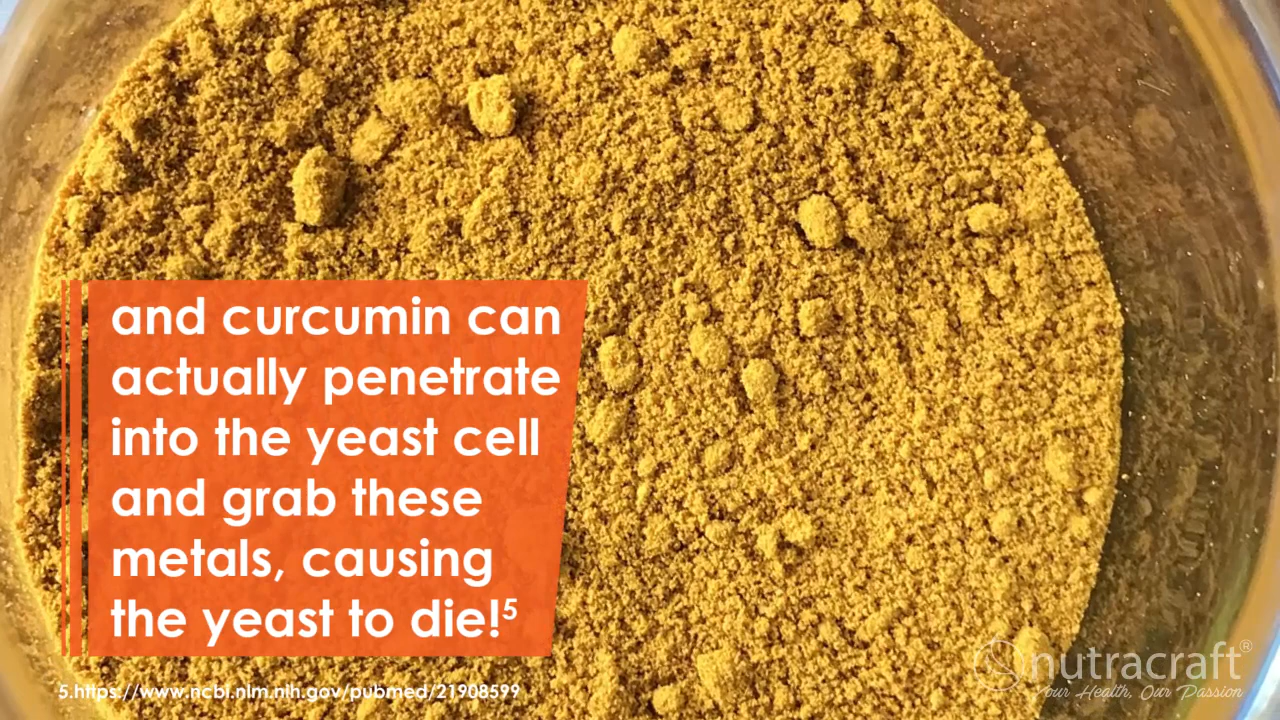 and curcumin can
actually penetrate
into the yeast cell
and grab these
metals, causing
the yeast to die!5
5.https://www.ncbi.nlm.nih.gov/pubmed/21908599
nutracraft®
Your Health, Our Passion